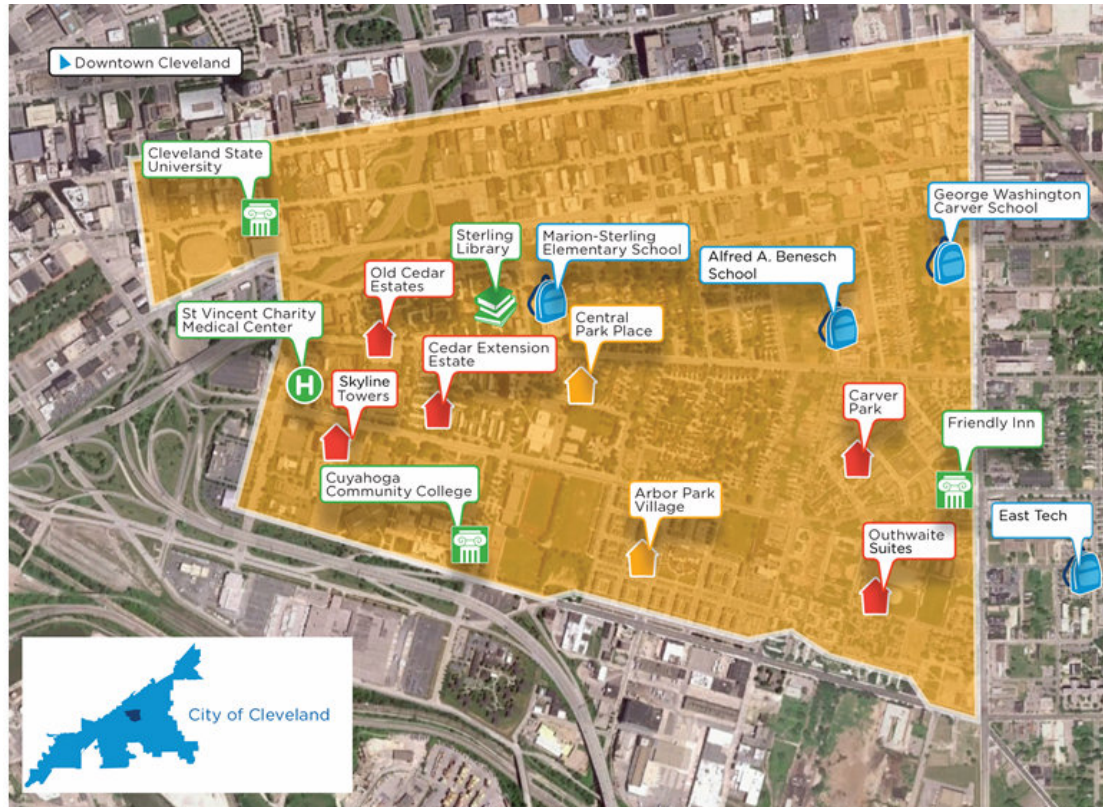 Downtown Cleveland
Cleveland State
University
George Washington
Carver School
Sterling
Library
Marion-Sterling
Elementary School
Alfred A. Benesch
School
Old Cedar
Estates
St Vincent Charity
Medical Center
Central
Park Place
Cedar Extension
Estate
H
Skyline
Towers
Carver
Park
Friendly Inn
Cuyahoga
Community College
Arbor Park
Village
East Tech
Outhwaite
Suites
City of Cleveland